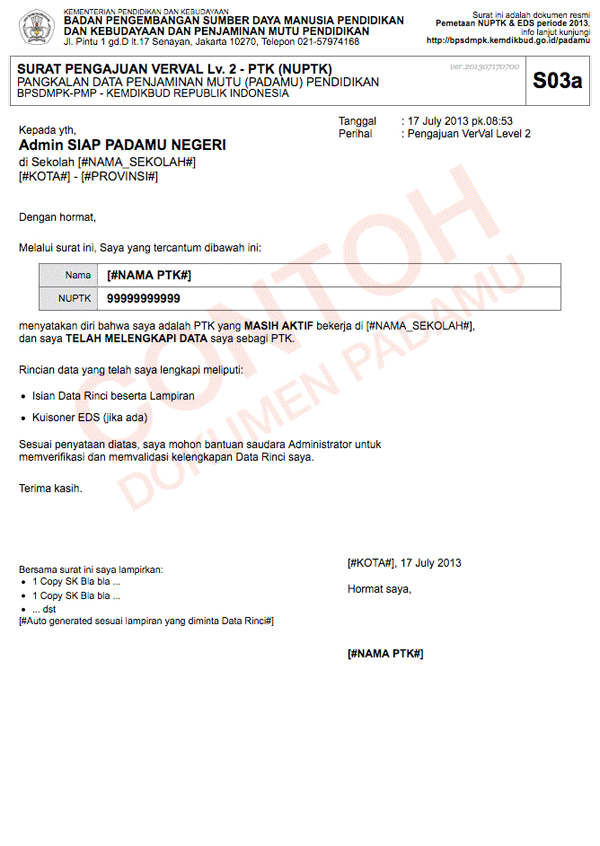 KEMENTERIAN PENDIDIKAN DAN KEBUDAYAAN
BADAN PENGEMBANGAN SUMBER DAYA MANUSIA PENDIDIKAN
DAN KEBUDAYAAN DAN PENJAMINAN MUTU PENDIDIKAN
Jl. Pintu 1 gd.D lt.17 Senayan, Jakarta 10270, Telepon 021-57974168
Surat ini adalah dokumen resmi
Pemetaan NUPTK & EDS periode 2013,
info lanjut kunjungi
http://bpsdmpk.kemdikbud.go.id/padamu
SURAT PENGAJUAN VERVAL Lv. 2 - PTK (NUPTK)
PANGKALAN DATA PENJAMINAN MUTU (PADAMU) PENDIDIKAN
BPSDMPK-PMP - KEMDIKBUD REPUBLIK INDONESIA
ver.201307170700
S03a
Tanggal : 17 July 2013 pk.08:53
Perihal : Pengajuan VerVal Level 2
Kepada yth,
Admin SIAP PADAMU NEGERI
di Sekolah [#NAMA_SEKOLAH#]
[#KOTA#] - [#PROVINSI#]
Dengan hormat,
Melalui surat ini, Saya yang tercantum dibawah ini:
Nama [#NAMA PTK#]
NUPTK 99999999999
menyatakan diri bahwa saya adalah PTK yang MASIH AKTIF bekerja di [#NAMA_SEKOLAH#],
dan saya TELAH MELENGKAPI DATA saya sebagi PTK.
Rincian data yang telah saya lengkapi meliputi:
• Isian Data Rinci beserta Lampiran
• Kuisoner EDS (jika ada)
Sesuai penyataan diatas, saya mohon bantuan saudara Administrator untuk
memverifikasi dan memvalidasi kelengkapan Data Rinci saya.
Terima kasih.
CONTOH
DOKUMEN PADAMU
Bersama surat ini saya lampirkan:
• 1 Copy SK Bla bla ...
• 1 Copy SK Bla bla ...
• ... dst
[#Auto generated sesuai lampiran yang diminta Data Rinci#]
[#KOTA#], 17 July 2013
Hormat saya,
[#NAMA PTK#]